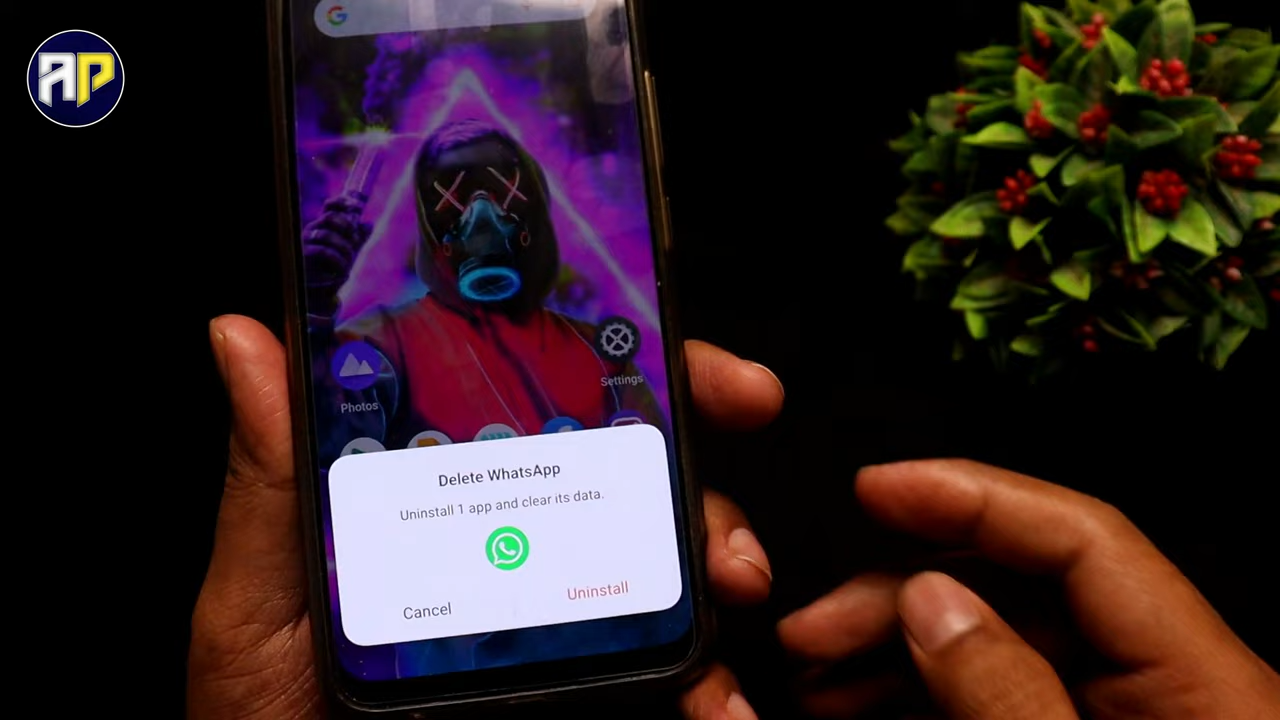 AP
G
Settings
Photos
Delete WhatsApp
Uninstall 1 app and clear its data.
Cancel
Uninstall